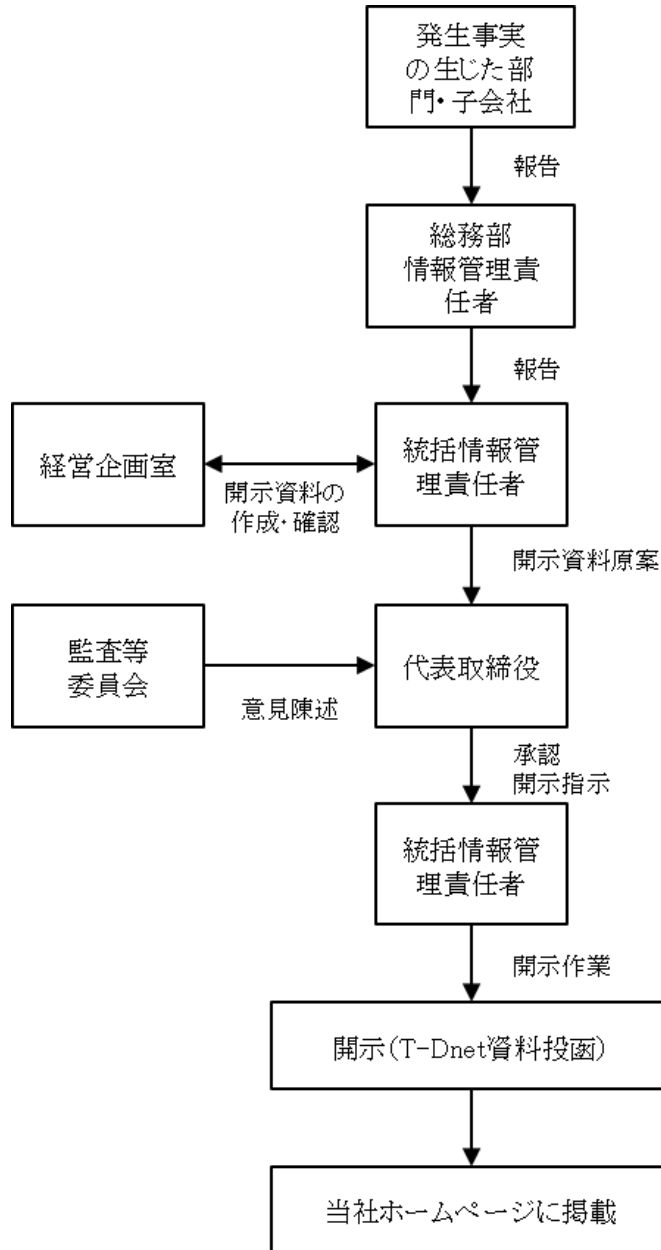 発生事実
の生じた部
門・子会社
報告
総務部
情報管理責
任者
報告
経営企画室
開示資料の
作成・確認
統括情報管
理責任者
開示資料原案
監査等
委員会
意見陳述
代表取締役
承認
開示指示
統括情報管
理責任者
開示作業
開示(T-Dnet資料投函)
当社ホームページに掲載